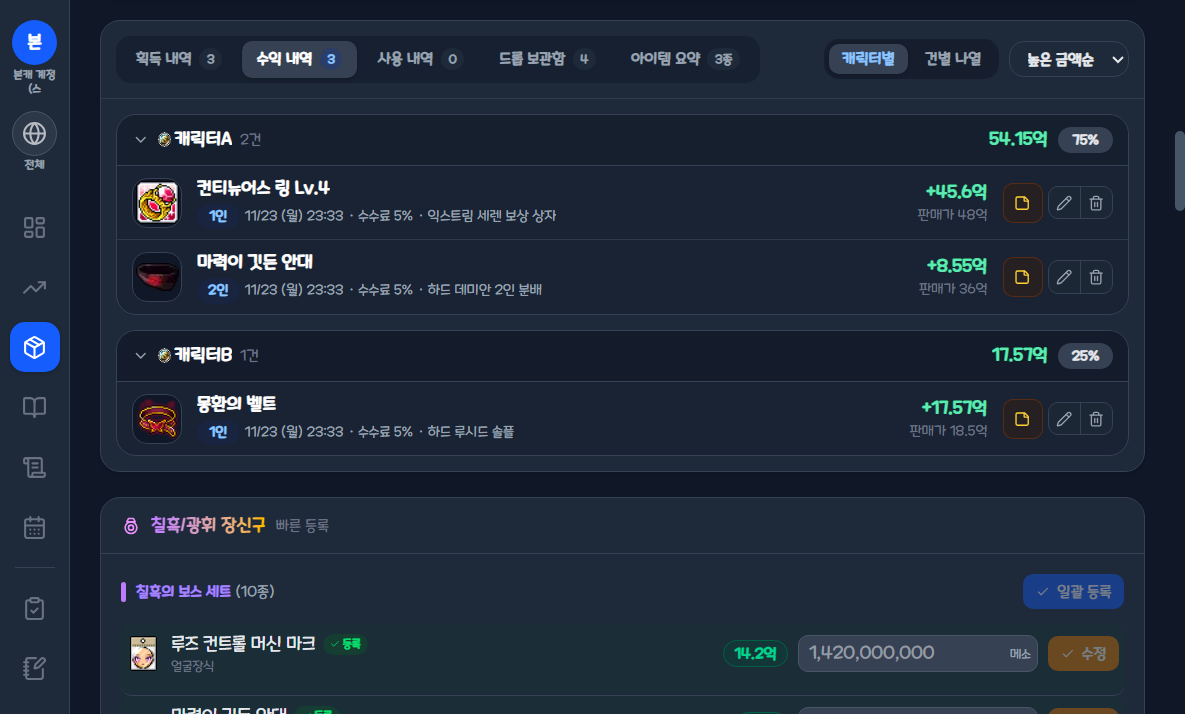 본
본캐 계정
(스
전체
획득 내역 3 수익 내역 3 사용 내역 0 드롭 보관함 4 아이템 요약 3종 캐릭터별 건별 나열 높은 금액순
캐릭터A 2건 54.15억 75%
컨티뉴어스 링 Lv.4 +45.6억
1인 11/23 (월) 23:33 · 수수료 5% · 익스트림 세렌 보상 상자 판매가 48억
마력이 깃든 안대 +8.55억
2인 11/23 (월) 23:33 · 수수료 5% · 하드 데미안 2인 분배 판매가 36억
캐릭터B 1건 17.57억 25%
몽환의 벨트 +17.57억
1인 11/23 (월) 23:33 · 수수료 5% · 하드 루시드 솔플 판매가 18.5억
칠흑/광휘 장신구 빠른 등록
칠흑의 보스 세트 (10종) 일괄 등록
루즈 컨트롤 머신 마크 등록 14.2억 1,420,000,000 메소 수정
얼굴장식
마력이 깃든 안대 등록